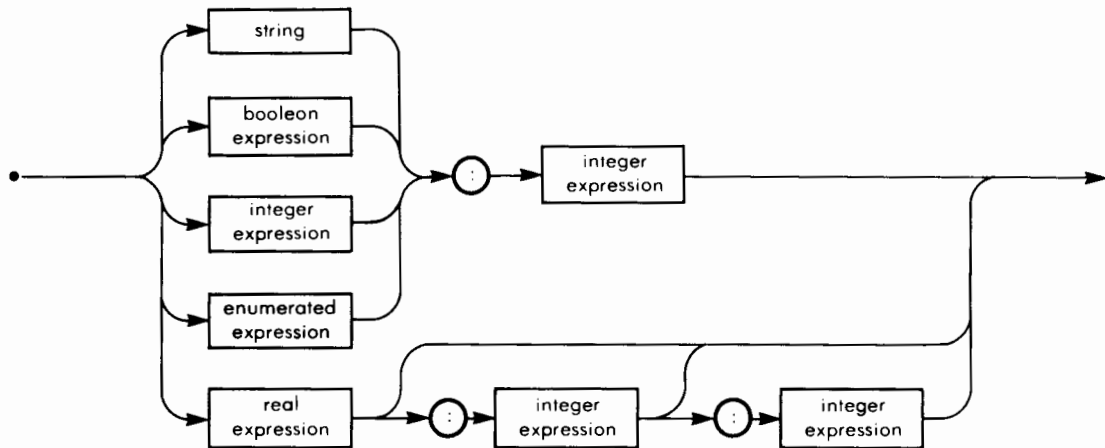 string
booleon
expression
:
integer
expression
integer
expression
enumerated
expression
real
expression
:
integer
expression
:
integer
expression